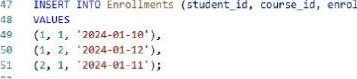 47 INSERT INTO Enrollments (student_id, course_id, enrol
48 VALUES
49 (1, 1, '2024-01-10'),
50 (1, 2, '2024-01-12'),
51 (2, 1, '2024-01-11');